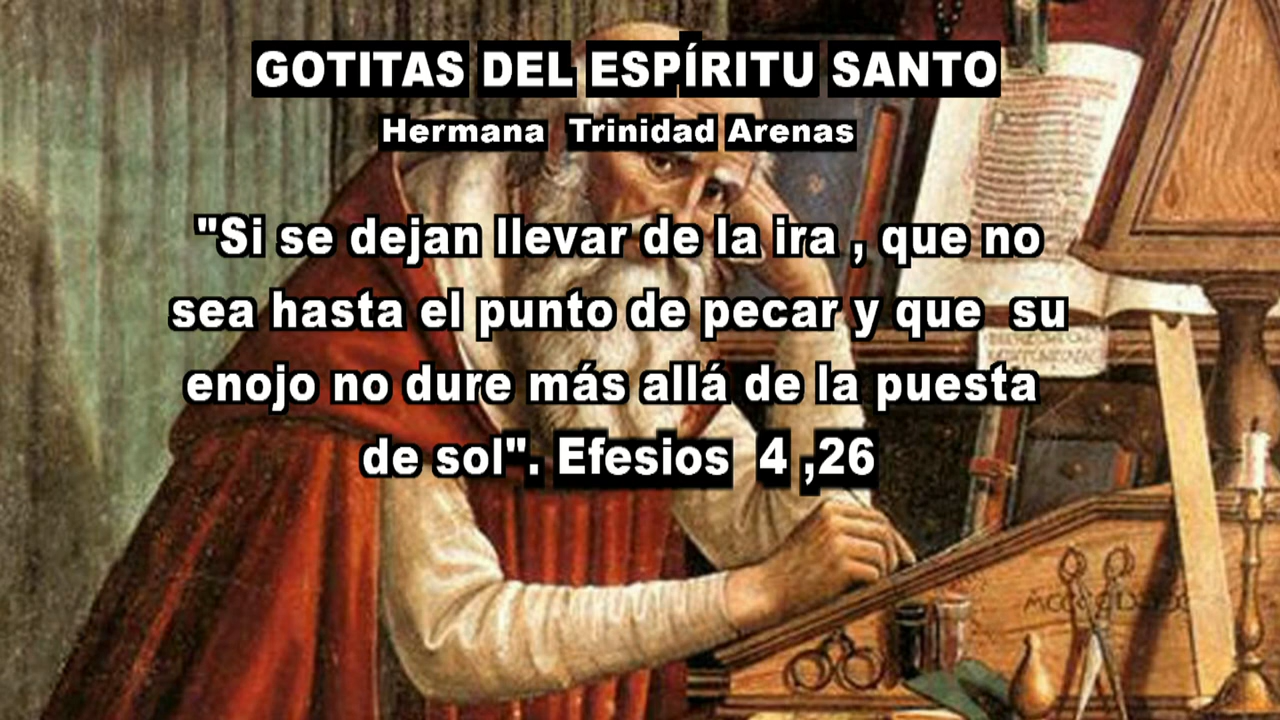 GOTITAS DEL ESPÍRITU SANTO
Hermana Trinidad Arenas
"Si se dejan llevar de la ira , que no
sea hasta el punto de pecar y que su
enojo no dure más allá de la puesta
de sol". Efesios 4 ,26